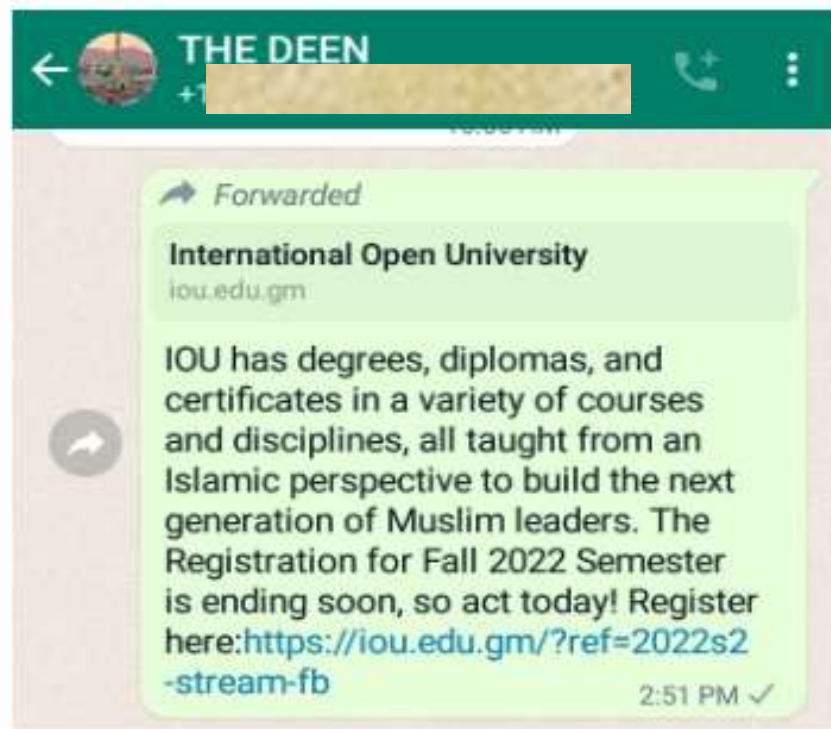 THE DEEN
+1
Forwarded
International Open University
iou.edu.gm
IOU has degrees, diplomas, and
certificates in a variety of courses
and disciplines, all taught from an
Islamic perspective to build the next
generation of Muslim leaders. The
Registration for Fall 2022 Semester
is ending soon, so act today! Register
here:https://iou.edu.gm/?ref=2022s2
-stream-fb
2:51 PM